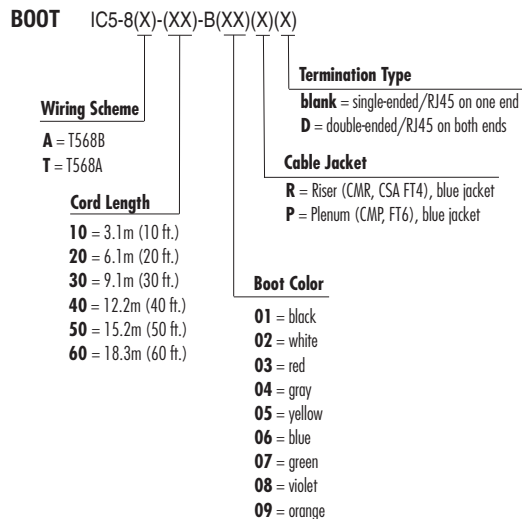 BOOT IC5-8(X)-(XX)-B(XX)(X)(X)
Termination Type
blank = single-ended/RJ45 on one end
D = double-ended/RJ45 on both ends
Wiring Scheme
A = T568B
T = T568A
Cable Jacket
R = Riser (CMR, CSA FT4), blue jacket
P = Plenum (CMP, FT6), blue jacket
Cord Length
10 = 3.1m (10 ft.)
20 = 6.1m (20 ft.)
30 = 9.1m (30 ft.)
40 = 12.2m (40 ft.)
50 = 15.2m (50 ft.)
60 = 18.3m (60 ft.)
Boot Color
01 = black
02 = white
03 = red
04 = gray
05 = yellow
06 = blue
07 = green
08 = violet
09 = orange